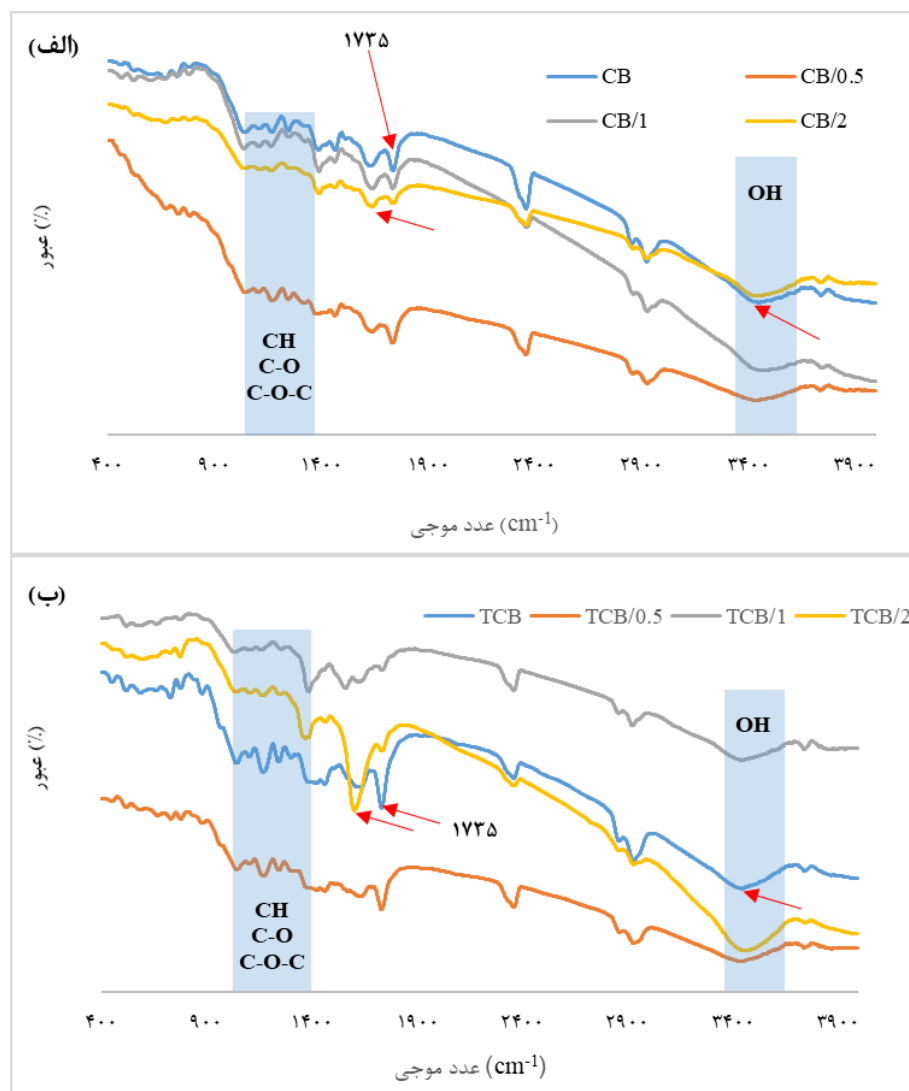 (الف)
۱۷۳۵
CB CB/0.5
CB/1 CB/2
OH
CH
C-O
C-O-C
عبور (٪)
۴۰۰ ۹۰۰ ۱۴۰۰ ۱۹۰۰ ۲۴۰۰ ۲۹۰۰ ۳۴۰۰ ۳۹۰۰
عدد موجی (cm-1)
(ب)
TCB TCB/0.5 TCB/1 TCB/2
OH
۱۷۳۵
CH
C-O
C-O-C
عبور (٪)
۴۰۰ ۹۰۰ ۱۴۰۰ ۱۹۰۰ ۲۴۰۰ ۲۹۰۰ ۳۴۰۰ ۳۹۰۰
عدد موجی (cm-1)